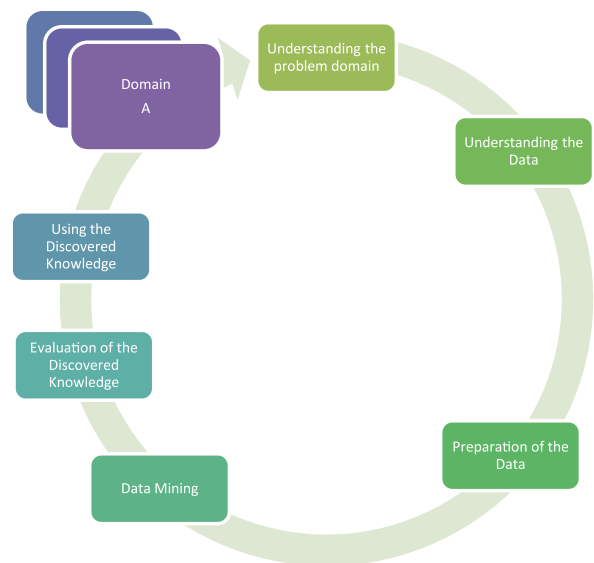 Domain
A
Understanding the
problem domain
Understanding the
Data
Preparation of the
Data
Data Mining
Evaluation of the
Discovered
Knowledge
Using the
Discovered
Knowledge